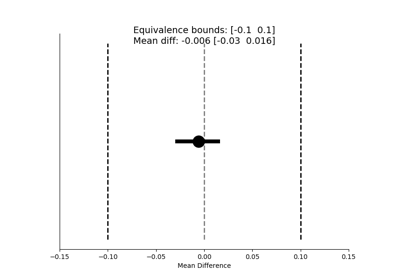 Equivalence bounds: [-0.1 0.1]
Mean diff: -0.006 [-0.03 0.016]
−0.15 −0.10 −0.05 0.00 0.05 0.10 0.15
Mean Difference